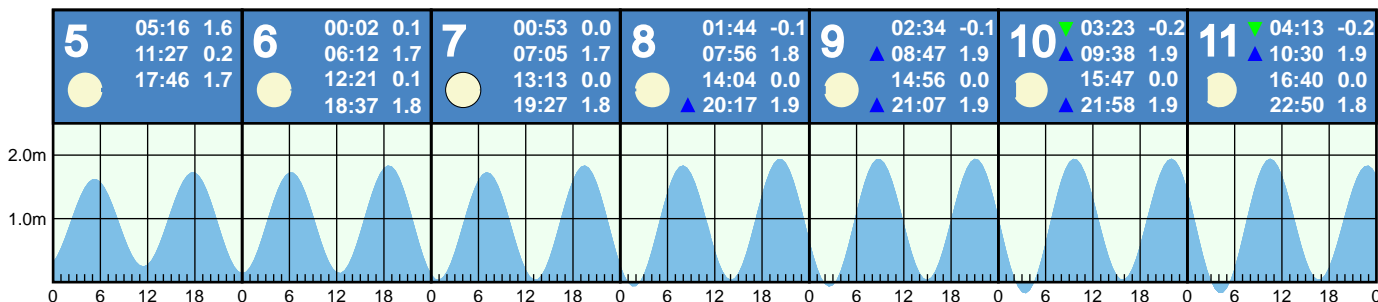 5 05:16 1.6
11:27 0.2
17:46 1.7
6 00:02 0.1
06:12 1.7
12:21 0.1
18:37 1.8
7 00:53 0.0
07:05 1.7
13:13 0.0
19:27 1.8
8 01:44 -0.1
07:56 1.8
14:04 0.0
▲ 20:17 1.9
9 02:34 -0.1
▲ 08:47 1.9
14:56 0.0
▲ 21:07 1.9
10 ▼ 03:23 -0.2
▲ 09:38 1.9
15:47 0.0
▲ 21:58 1.9
11 ▼ 04:13 -0.2
▲ 10:30 1.9
16:40 0.0
22:50 1.8
2.0m
1.0m
0 6 12 18 0 6 12 18 0 6 12 18 0 6 12 18 0 6 12 18 0 6 12 18 0 6 12 18 0